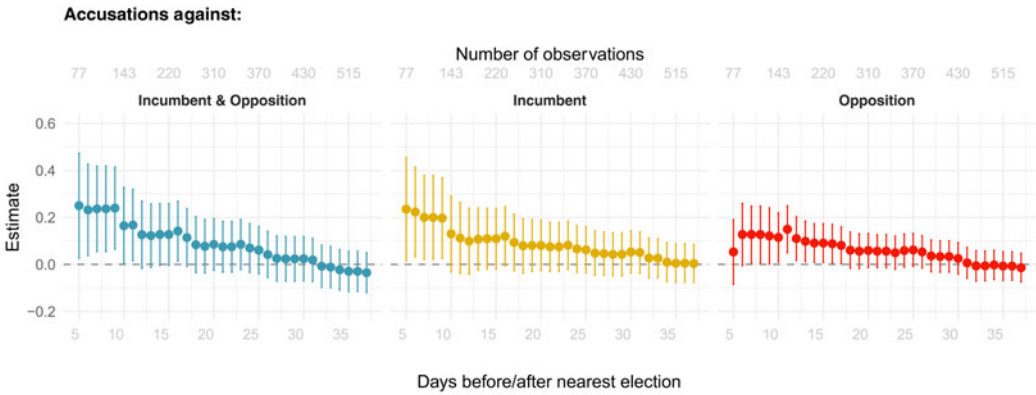 Accusations against:
Number of observations
77 143 220 310 370 430 515 77 143 220 310 370 430 515 77 143 220 310 370 430 515
Incumbent & Opposition Incumbent Opposition
0.6
0.4
0.2
0.0
−0.2
Estimate
5 10 15 20 25 30 35 5 10 15 20 25 30 35 5 10 15 20 25 30 35
Days before/after nearest election